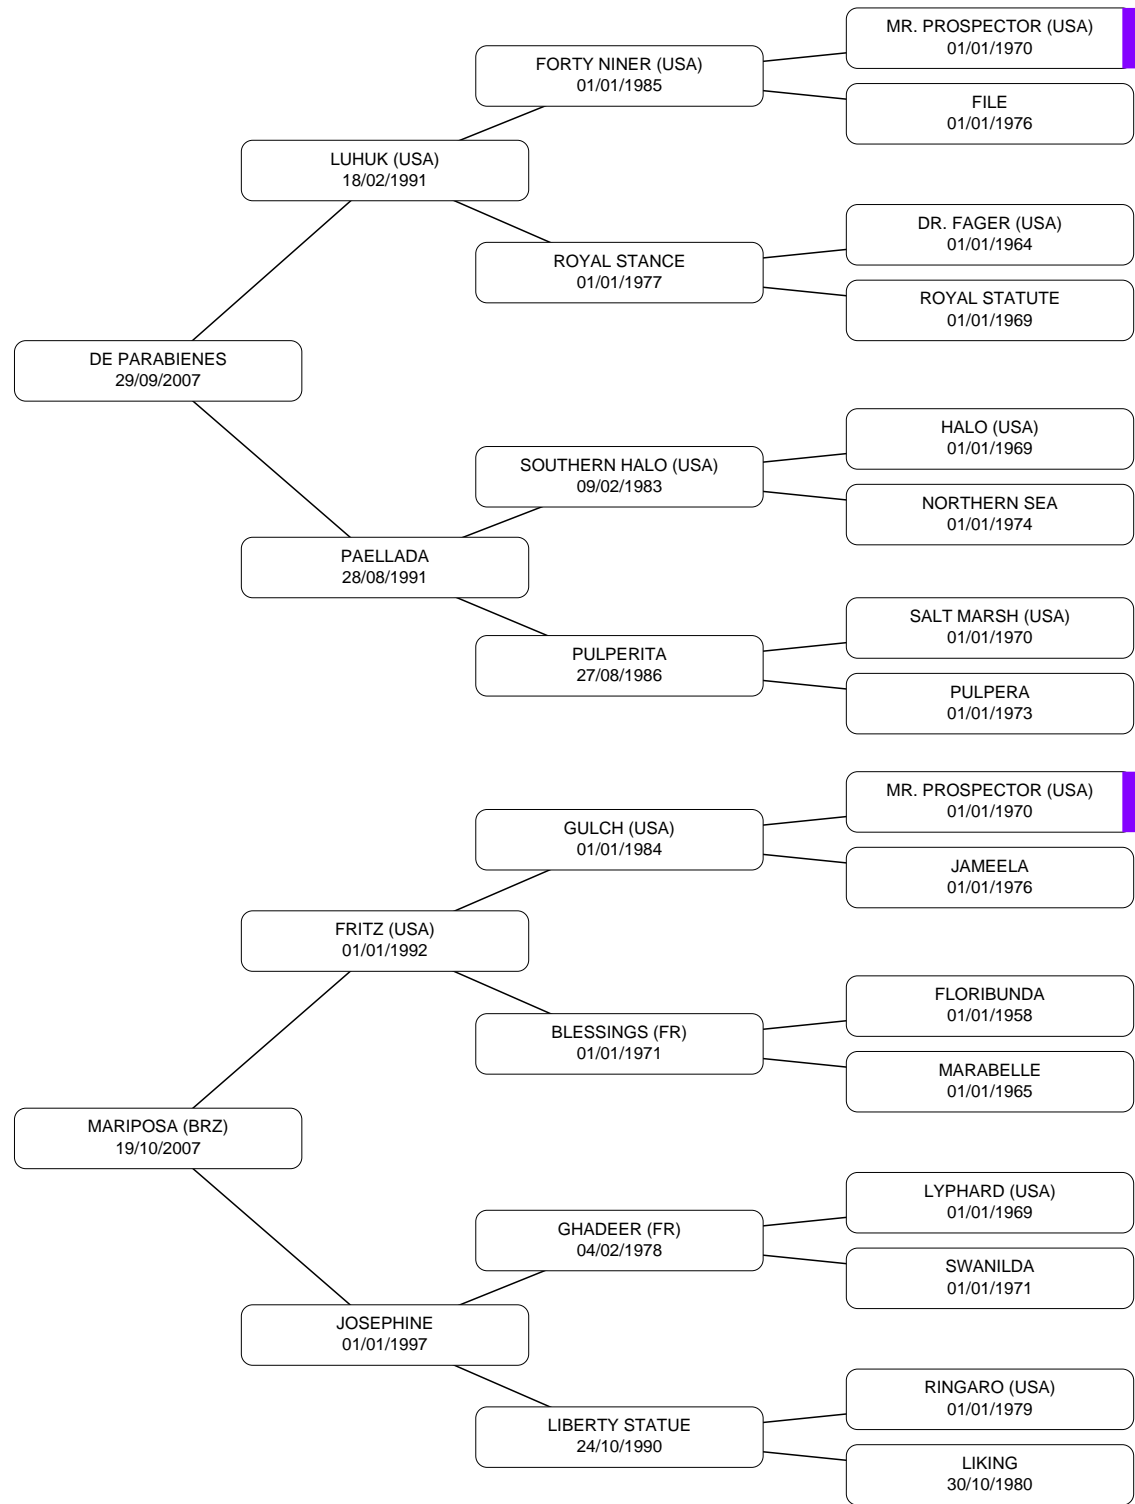 MR. PROSPECTOR (USA)
01/01/1970
FORTY NINER (USA)
01/01/1985
FILE
01/01/1976
LUHUK (USA)
18/02/1991
DR. FAGER (USA)
01/01/1964
ROYAL STANCE
01/01/1977
ROYAL STATUTE
01/01/1969
DE PARABIENES
29/09/2007
HALO (USA)
01/01/1969
SOUTHERN HALO (USA)
09/02/1983
NORTHERN SEA
01/01/1974
PAELLADA
28/08/1991
SALT MARSH (USA)
01/01/1970
PULPERITA
27/08/1986
PULPERA
01/01/1973
MR. PROSPECTOR (USA)
01/01/1970
GULCH (USA)
01/01/1984
JAMEELA
01/01/1976
FRITZ (USA)
01/01/1992
FLORIBUNDA
01/01/1958
BLESSINGS (FR)
01/01/1971
MARABELLE
01/01/1965
MARIPOSA (BRZ)
19/10/2007
LYPHARD (USA)
01/01/1969
GHADEER (FR)
04/02/1978
SWANILDA
01/01/1971
JOSEPHINE
01/01/1997
RINGARO (USA)
01/01/1979
LIBERTY STATUE
24/10/1990
LIKING
30/10/1980